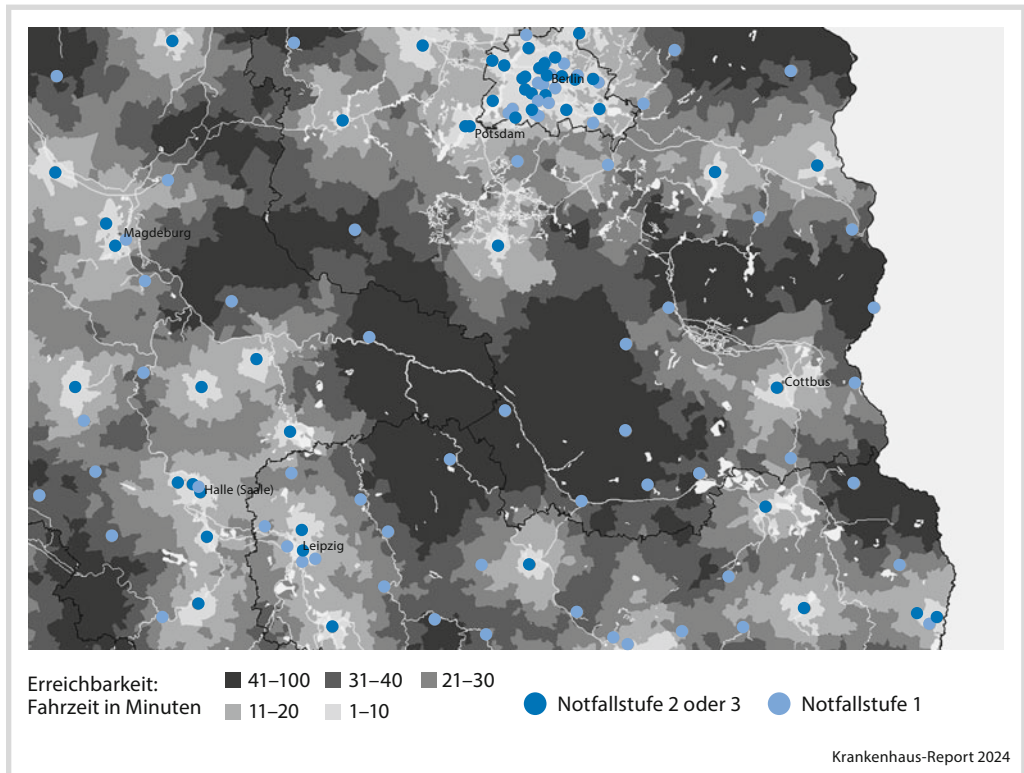 Berlin
Potsdam
Magdeburg
Cottbus
Halle (Saale)
Leipzig
Erreichbarkeit:
Fahrzeit in Minuten
41–100 31–40 21–30
11–20 1–10
Notfallstufe 2 oder 3 Notfallstufe 1
Krankenhaus-Report 2024